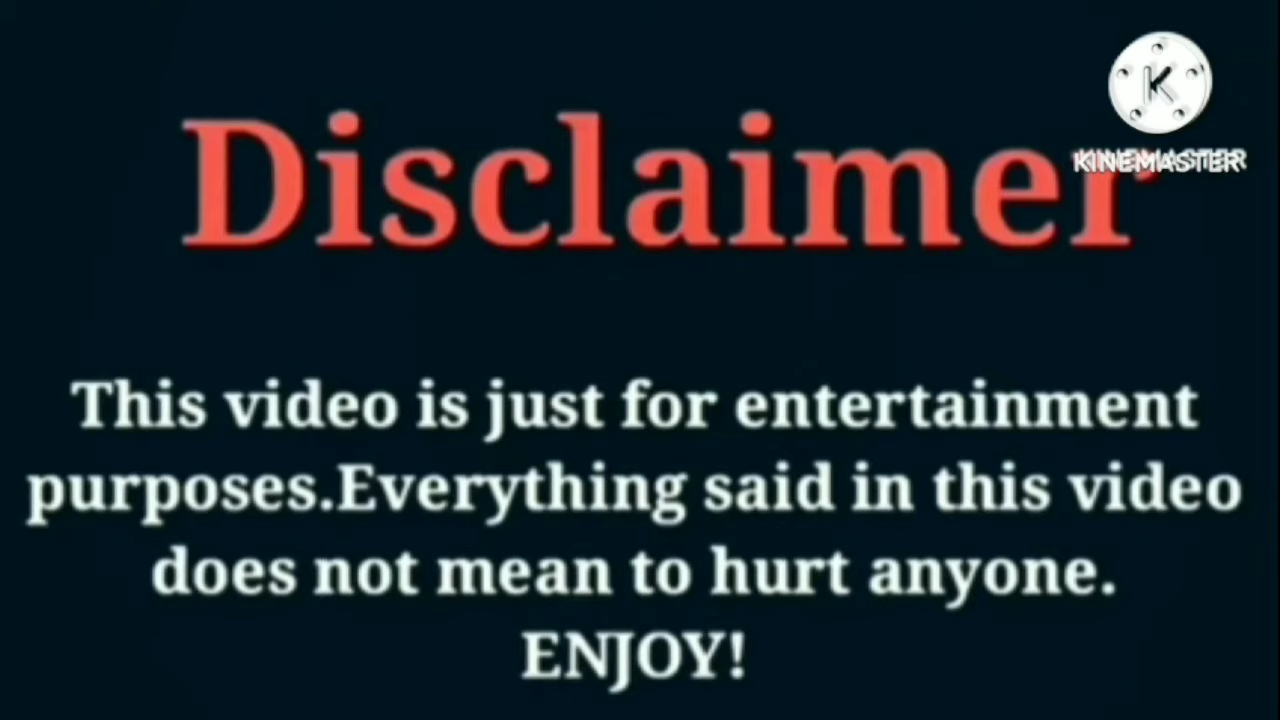 K
KINEMASTER
Disclaimer
This video is just for entertainment
purposes.Everything said in this video
does not mean to hurt anyone.
ENJOY!